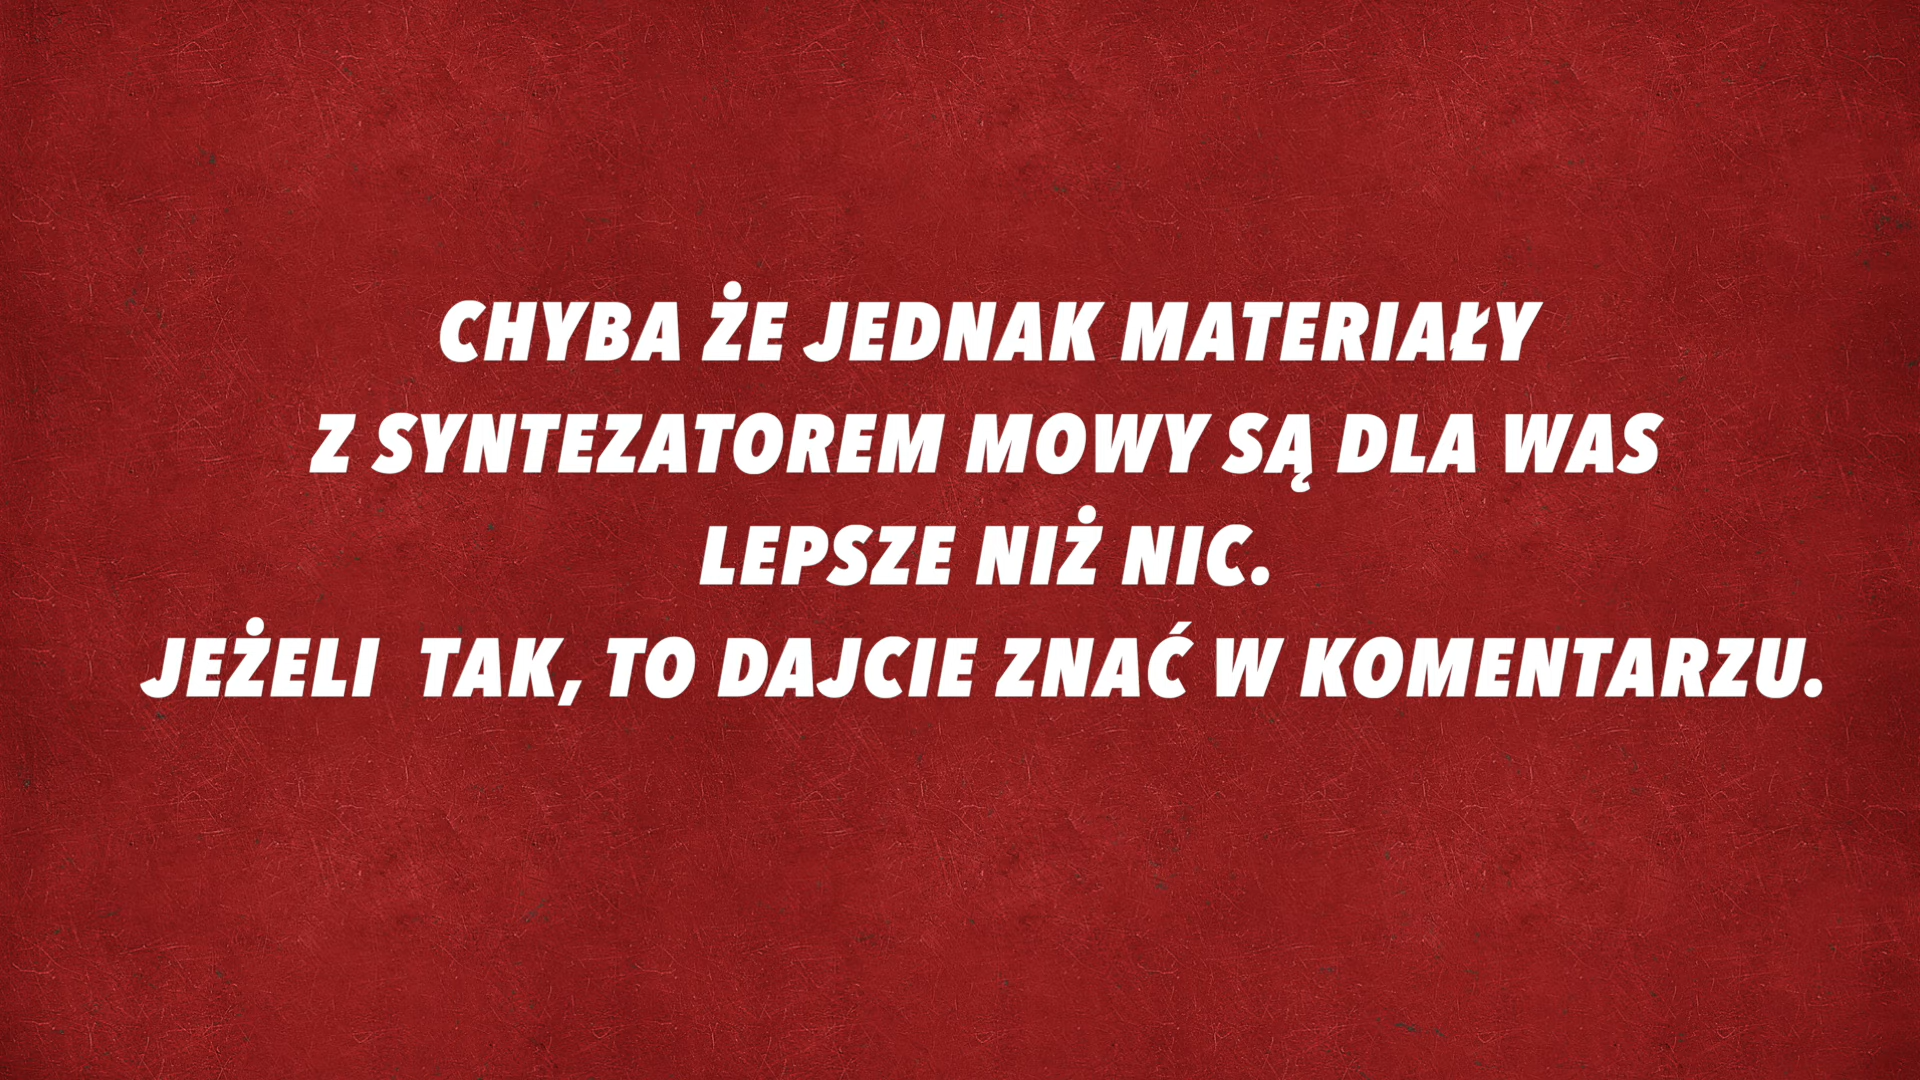 CHYBA ŻE JEDNAK MATERIAŁY
Z SYNTEZATOREM MOWY SĄ DLA WAS
LEPSZE NIŻ NIC.
JEŻELI  TAK, TO DAJCIE ZNAĆ W KOMENTARZU.